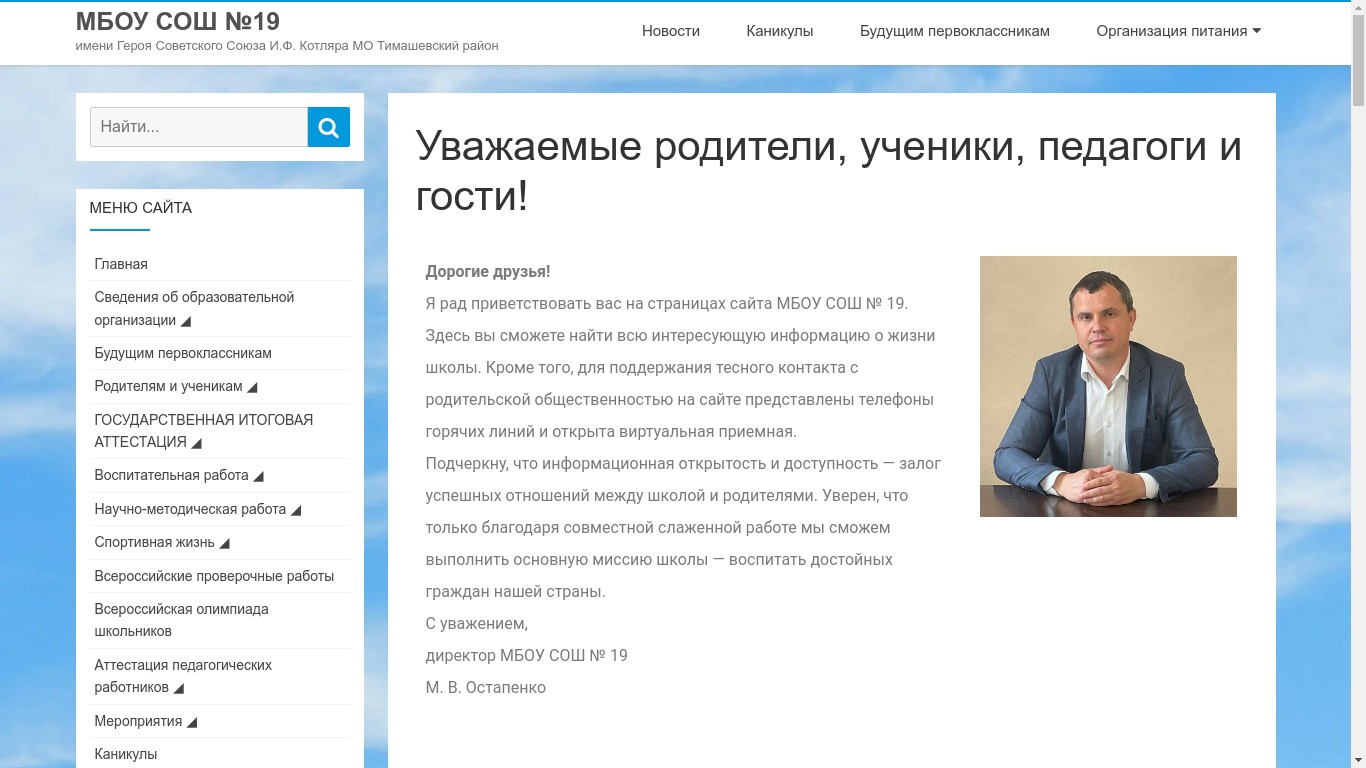 МБОУ СОШ №19
имени Героя Советского Союза И.Ф. Котляра МО Тимашевский район
Новости
Каникулы
Будущим первоклассникам
Организация питания
Найти...
МЕНЮ САЙТА
Главная
Сведения об образовательной
организации ◢
Будущим первоклассникам
Родителям и ученикам ◢
ГОСУДАРСТВЕННАЯ ИТОГОВАЯ
АТТЕСТАЦИЯ ◢
Воспитательная работа ◢
Научно-методическая работа ◢
Спортивная жизнь ◢
Всероссийские проверочные работы
Всероссийская олимпиада
школьников
Аттестация педагогических
работников ◢
Мероприятия ◢
Каникулы
Уважаемые родители, ученики, педагоги и
гости!
Дорогие друзья!
Я рад приветствовать вас на страницах сайта МБОУ СОШ № 19.
Здесь вы сможете найти всю интересующую информацию о жизни
школы. Кроме того, для поддержания тесного контакта с
родительской общественностью на сайте представлены телефоны
горячих линий и открыта виртуальная приемная.
Подчеркну, что информационная открытость и доступность — залог
успешных отношений между школой и родителями. Уверен, что
только благодаря совместной слаженной работе мы сможем
выполнить основную миссию школы — воспитать достойных
граждан нашей страны.
С уважением,
директор МБОУ СОШ № 19
М. В. Остапенко